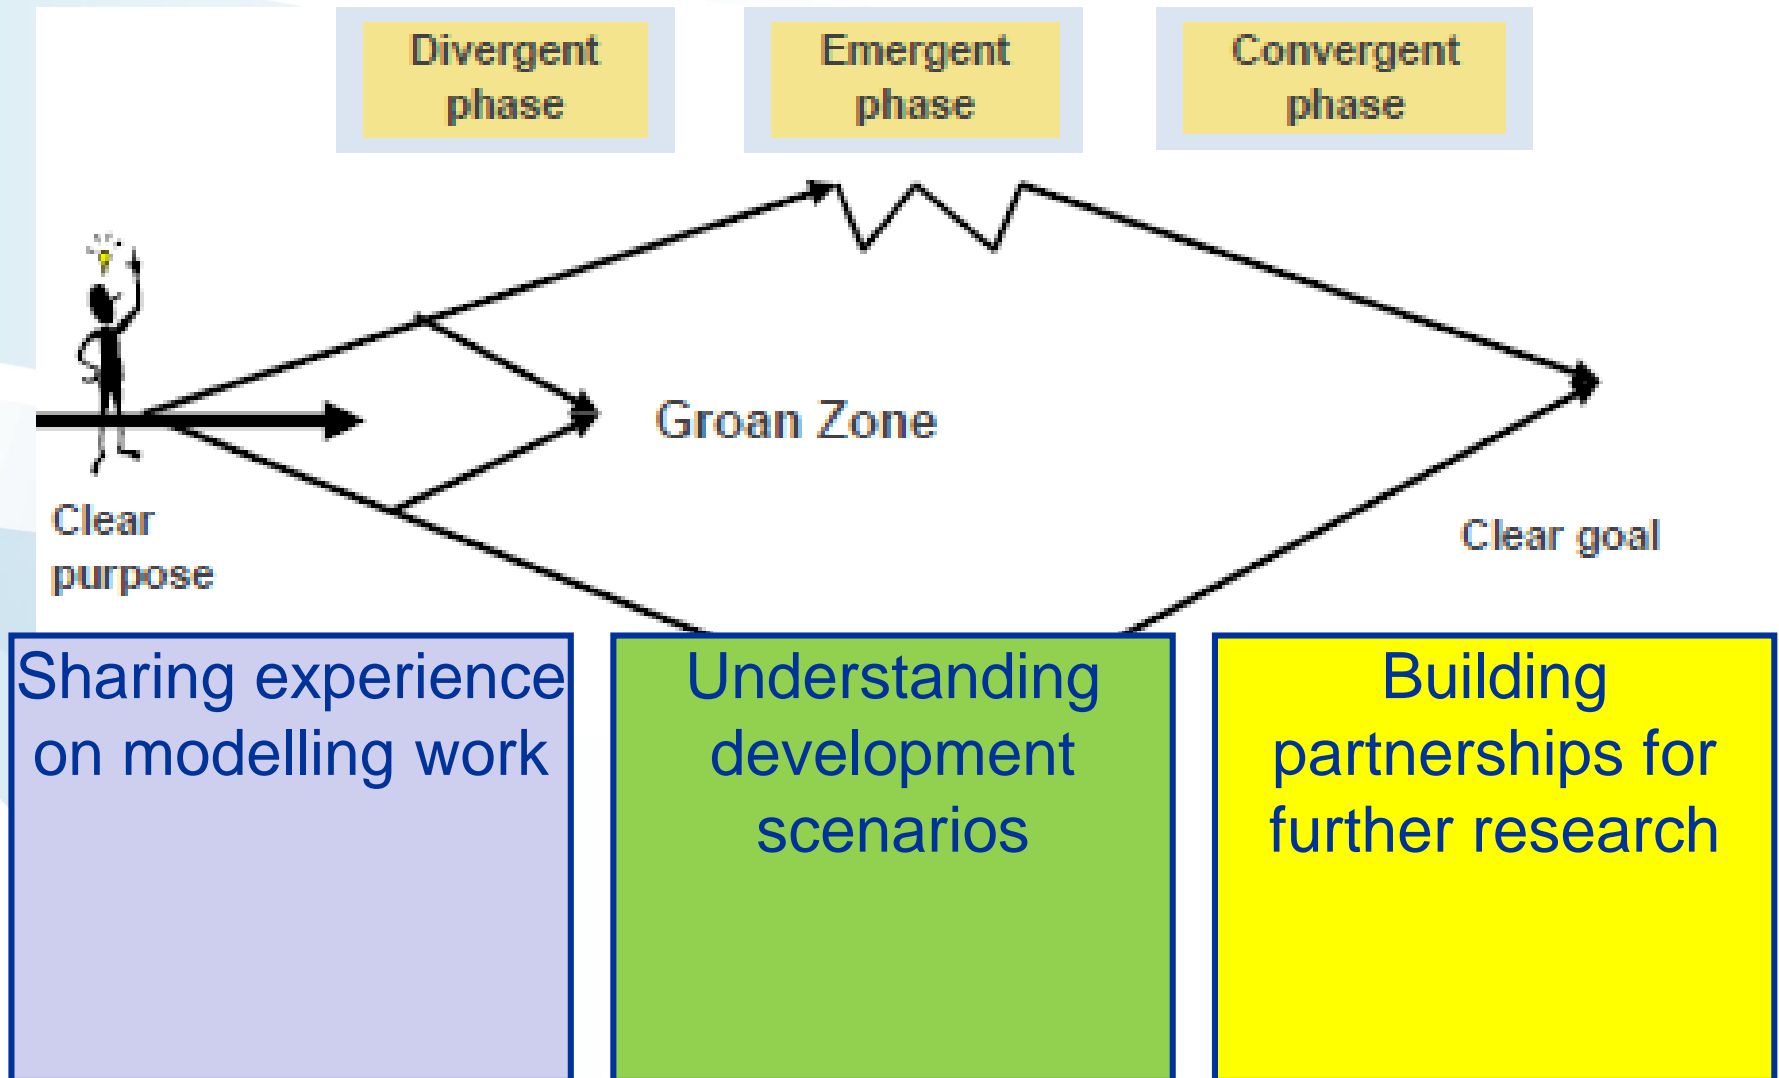 Divergent
phase
Emergent
phase
Convergent
phase
Groan Zone
Clear
purpose
Clear goal
Sharing experience
on modelling work
Understanding
development
scenarios
Building
partnerships for
further research